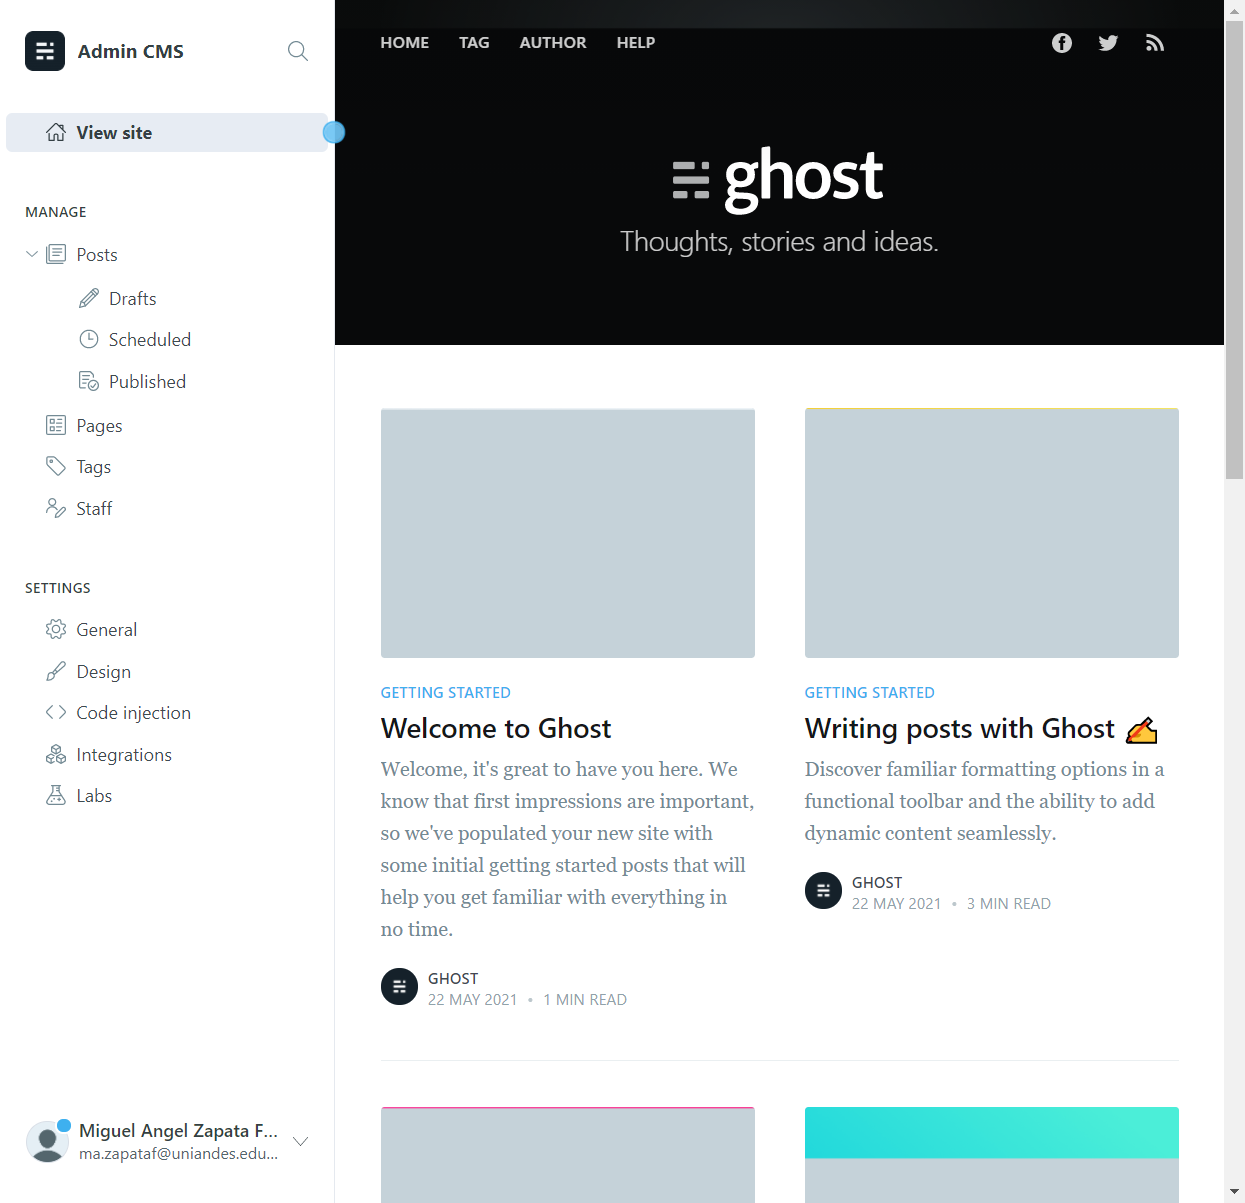 Admin CMS
View site
MANAGE
Posts
Drafts
Scheduled
Published
Pages
Tags
Staff
SETTINGS
General
Design
Code injection
Integrations
Labs
Miguel Angel Zapata F...
ma.zapataf@uniandes.edu...
HOME TAG AUTHOR HELP
ghost
Thoughts, stories and ideas.
GETTING STARTED
Welcome to Ghost
Welcome, it's great to have you here. We
know that first impressions are important,
so we've populated your new site with
some initial getting started posts that will
help you get familiar with everything in
no time.
GHOST
22 MAY 2021 • 1 MIN READ
GETTING STARTED
Writing posts with Ghost ✍️
Discover familiar formatting options in a
functional toolbar and the ability to add
dynamic content seamlessly.
GHOST
22 MAY 2021 • 3 MIN READ